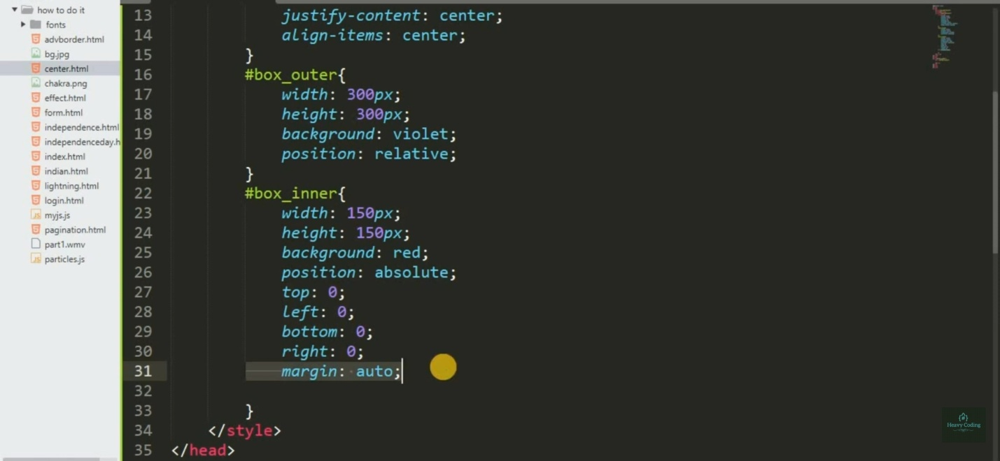 how to do it
fonts
advborder.html
bg.jpg
center.html
chakra.png
effect.html
form.html
independence.html
independenceday.h
index.html
indian.html
lightning.html
login.html
myjs.js
pagination.html
part1.wmv
particles.js
13 justify-content: center;
14 align-items: center;
15 }
16 #box_outer{
17 width: 300px;
18 height: 300px;
19 background: violet;
20 position: relative;
21 }
22 #box_inner{
23 width: 150px;
24 height: 150px;
25 background: red;
26 position: absolute;
27 top: 0;
28 left: 0;
29 bottom: 0;
30 right: 0;
31 margin: auto;
32
33 }
34 </style>
35 </head>
{#}
Heavy Coding